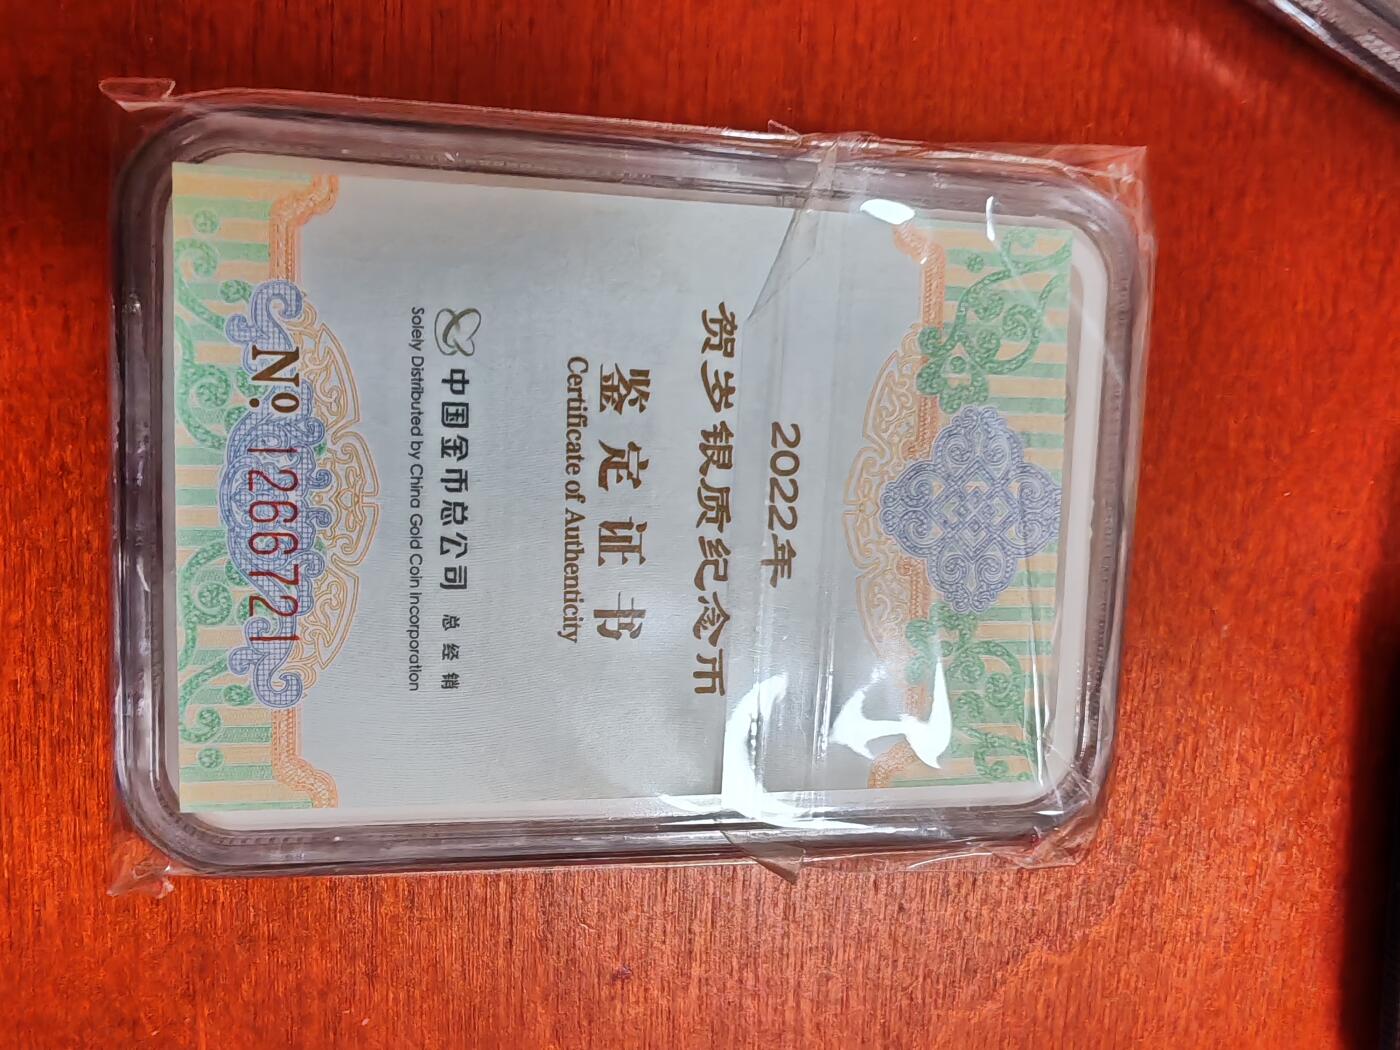 2022年
贺岁银质纪念币
鉴定证书
Certificate of Authenticity
中国金币总公司 总经销
Solely Distributed by China Gold Coin Incorporation
Nº. 1266721